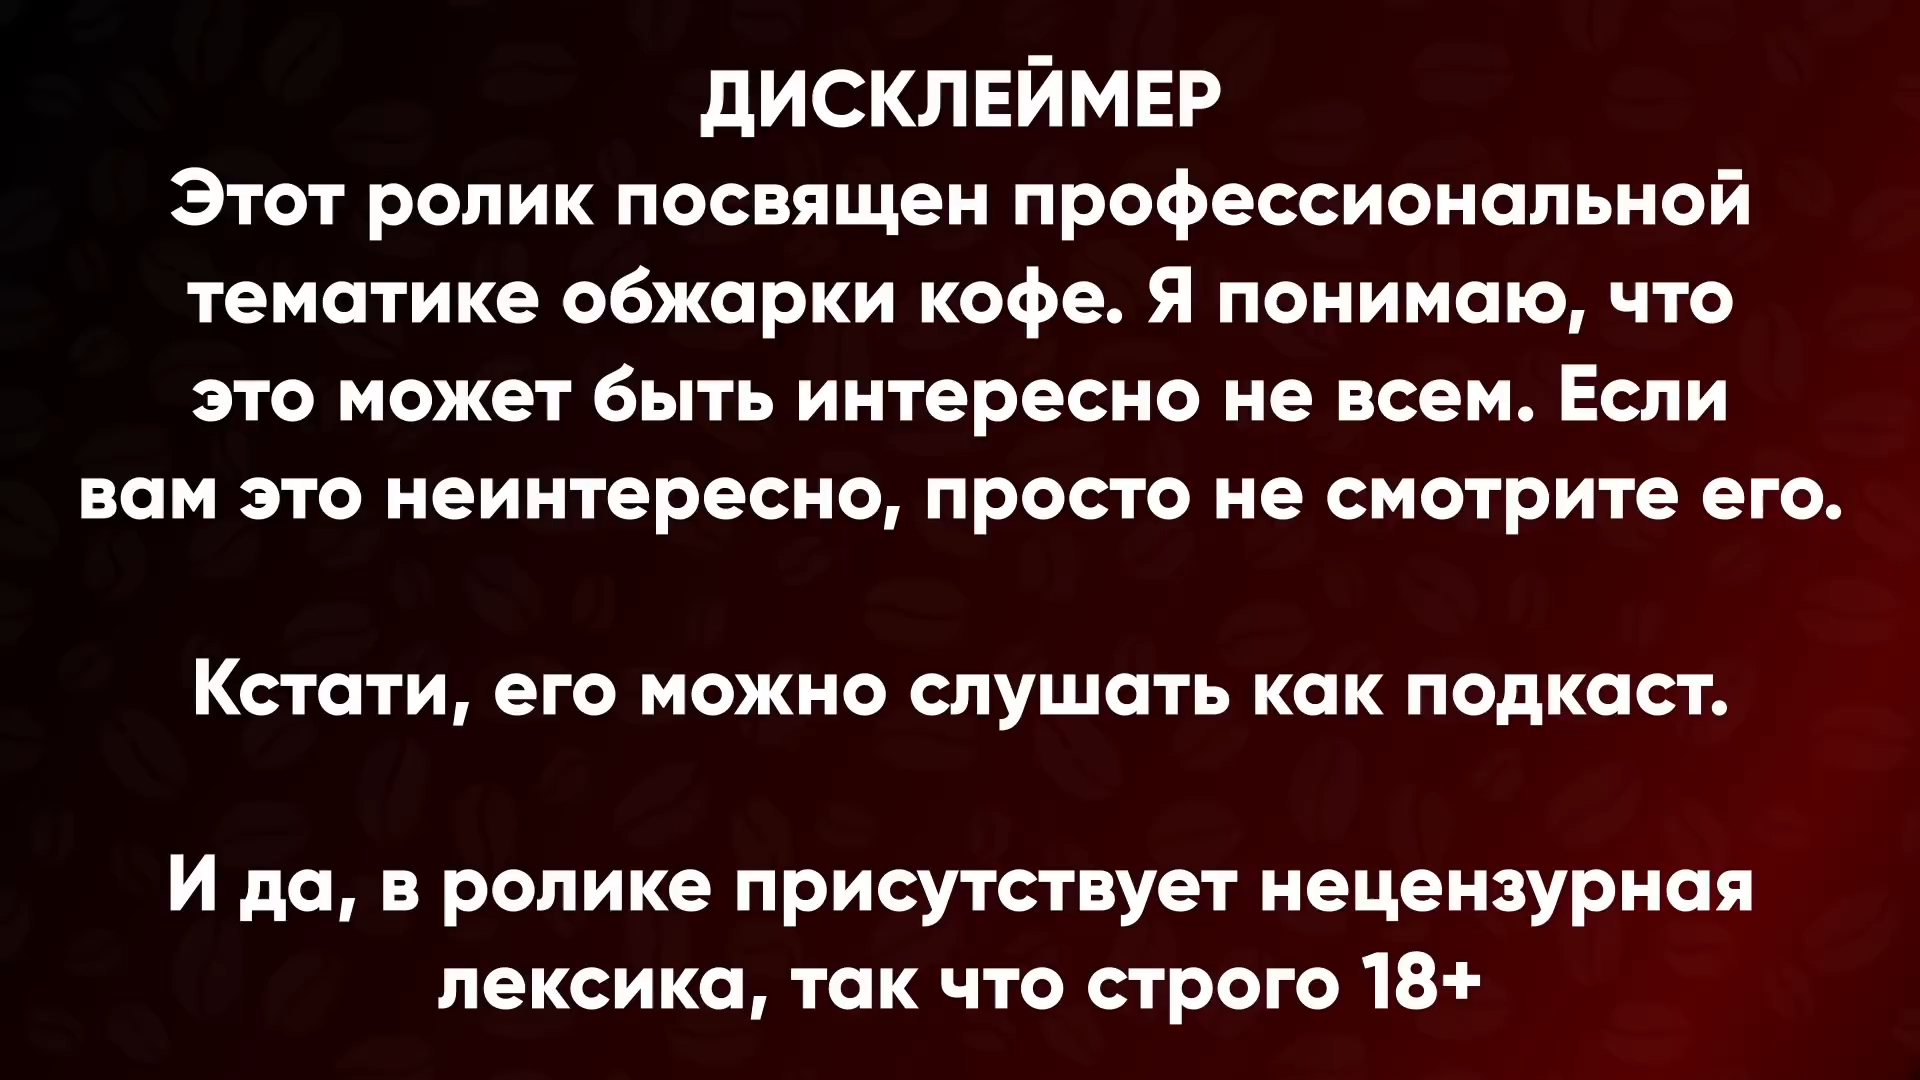 ДИСКЛЕЙМЕР
Этот ролик посвящен профессиональной
тематике обжарки кофе. Я понимаю, что
это может быть интересно не всем. Если
вам это неинтересно, просто не смотрите его.
Кстати, его можно слушать как подкаст.
И да, в ролике присутствует нецензурная
лексика, так что строго 18+